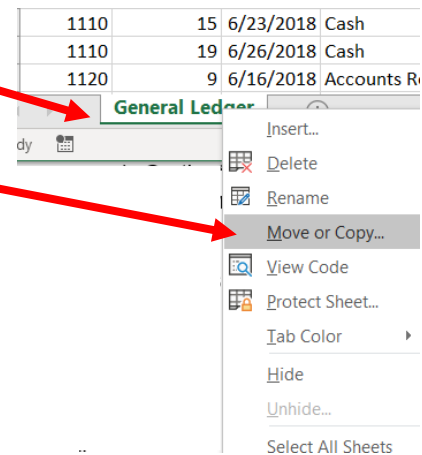 1110 15 6/23/2018 Cash
1110 19 6/26/2018 Cash
1120 9 6/16/2018 Accounts Re
General Ledger
Insert...
dy
Delete
Rename
Move or Copy...
View Code
Protect Sheet...
Tab Color
Hide
Unhide...
Select All Sheets